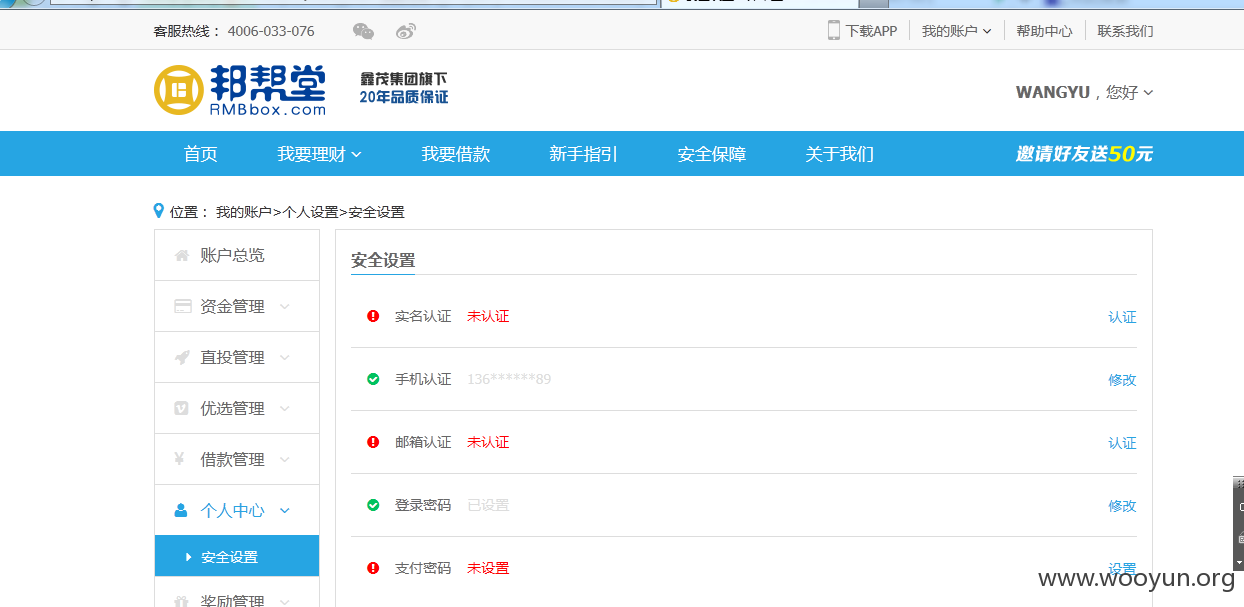 客服热线： 4006-033-076
下载APP 我的账户 帮助中心 联系我们
邦帮堂
RMBbox.com
鑫茂集团旗下
20年品质保证
WANGYU，您好
首页 我要理财 我要借款 新手指引 安全保障 关于我们 邀请好友送50元
位置： 我的账户>个人设置>安全设置
账户总览
资金管理
直投管理
优选管理
借款管理
个人中心
安全设置
奖励管理
安全设置
实名认证 未认证 认证
手机认证 136******89 修改
邮箱认证 未认证 认证
登录密码 已设置 修改
支付密码 未设置 设置
www.wooyun.org